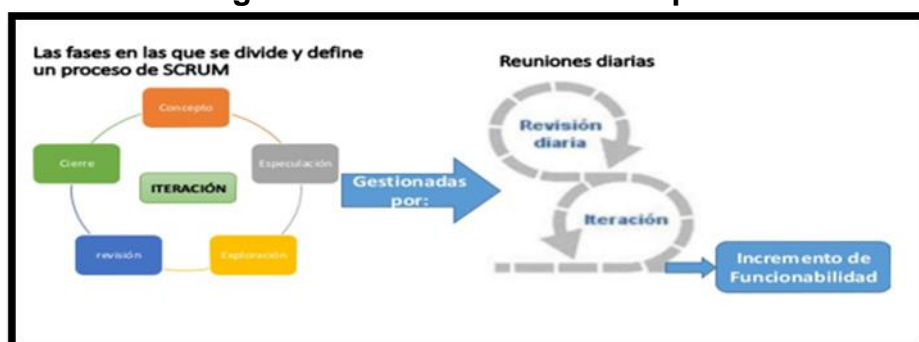 Las fases en las que se divide y define
un proceso de SCRUM
Concepto
Especulación
Exploración
revisión
Cierre
ITERACIÓN
Gestionadas
por:
Reuniones diarias
Revisión
diaria
Iteración
Incremento de
Funcionabilidad